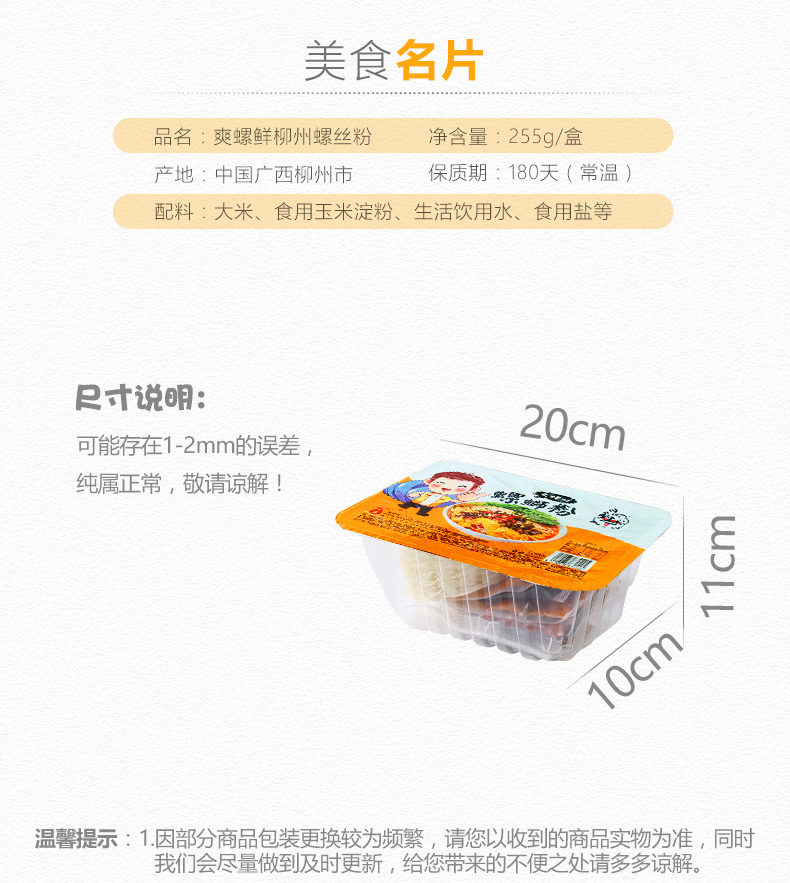 美食名片
品名：爽螺鲜柳州螺丝粉 净含量：255g/盒
产地：中国广西柳州市 保质期：180天（常温）
配料：大米、食用玉米淀粉、生活饮用水、食用盐等
尺寸说明：
可能存在1-2mm的误差，
纯属正常，敬请谅解！
20cm
螺蛳粉
11cm
10cm
温馨提示：1.因部分商品包装更换较为频繁，请您以收到的商品实物为准，同时
我们会尽量做到及时更新，给您带来的不便之处请多多谅解。